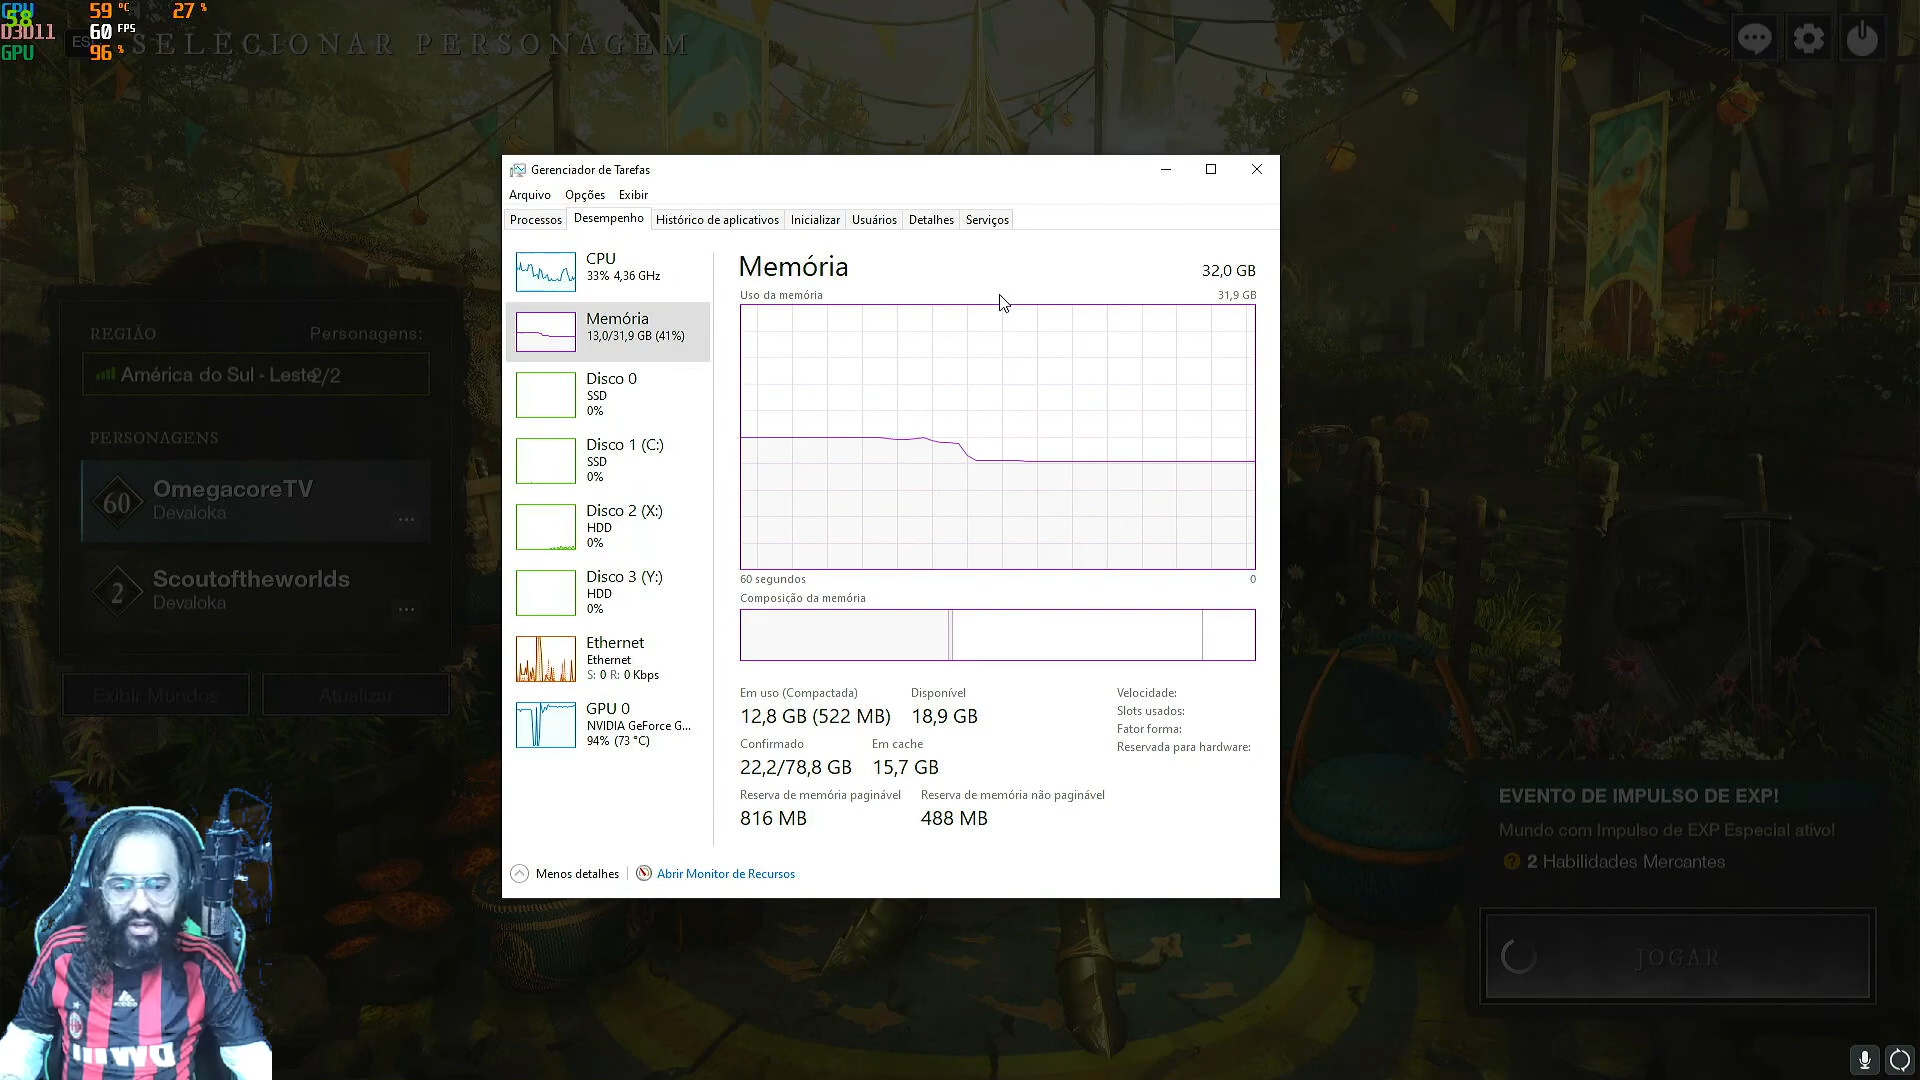 CPU 59 °C 27 %
58
D3D11 60 FPS
GPU 96 %
ESC SELECIONAR PERSONAGEM
REGIÃO Personagens:
América do Sul - Leste 2/2
PERSONAGENS
60 OmegacoreTV
Devaloka
...
2 Scoutoftheworlds
Devaloka
...
Exibir Mundos Atualizar
Gerenciador de Tarefas
Arquivo Opções Exibir
Processos Desempenho Histórico de aplicativos Inicializar Usuários Detalhes Serviços
CPU
33% 4,36 GHz
Memória
13,0/31,9 GB (41%)
Disco 0
SSD
0%
Disco 1 (C:)
SSD
0%
Disco 2 (X:)
HDD
0%
Disco 3 (Y:)
HDD
0%
Ethernet
Ethernet
S: 0 R: 0 Kbps
GPU 0
NVIDIA GeForce G...
94% (73 °C)
Memória 32,0 GB
Uso da memória 31,9 GB
60 segundos 0
Composição da memória
Em uso (Compactada) Disponível
12,8 GB (522 MB) 18,9 GB
Confirmado Em cache
22,2/78,8 GB 15,7 GB
Reserva de memória paginável Reserva de memória não paginável
816 MB 488 MB
Velocidade:
Slots usados:
Fator forma:
Reservada para hardware:
Menos detalhes Abrir Monitor de Recursos
EVENTO DE IMPULSO DE EXP!
Mundo com Impulso de EXP Especial ativo!
2 Habilidades Mercantes
JOGAR
adidas